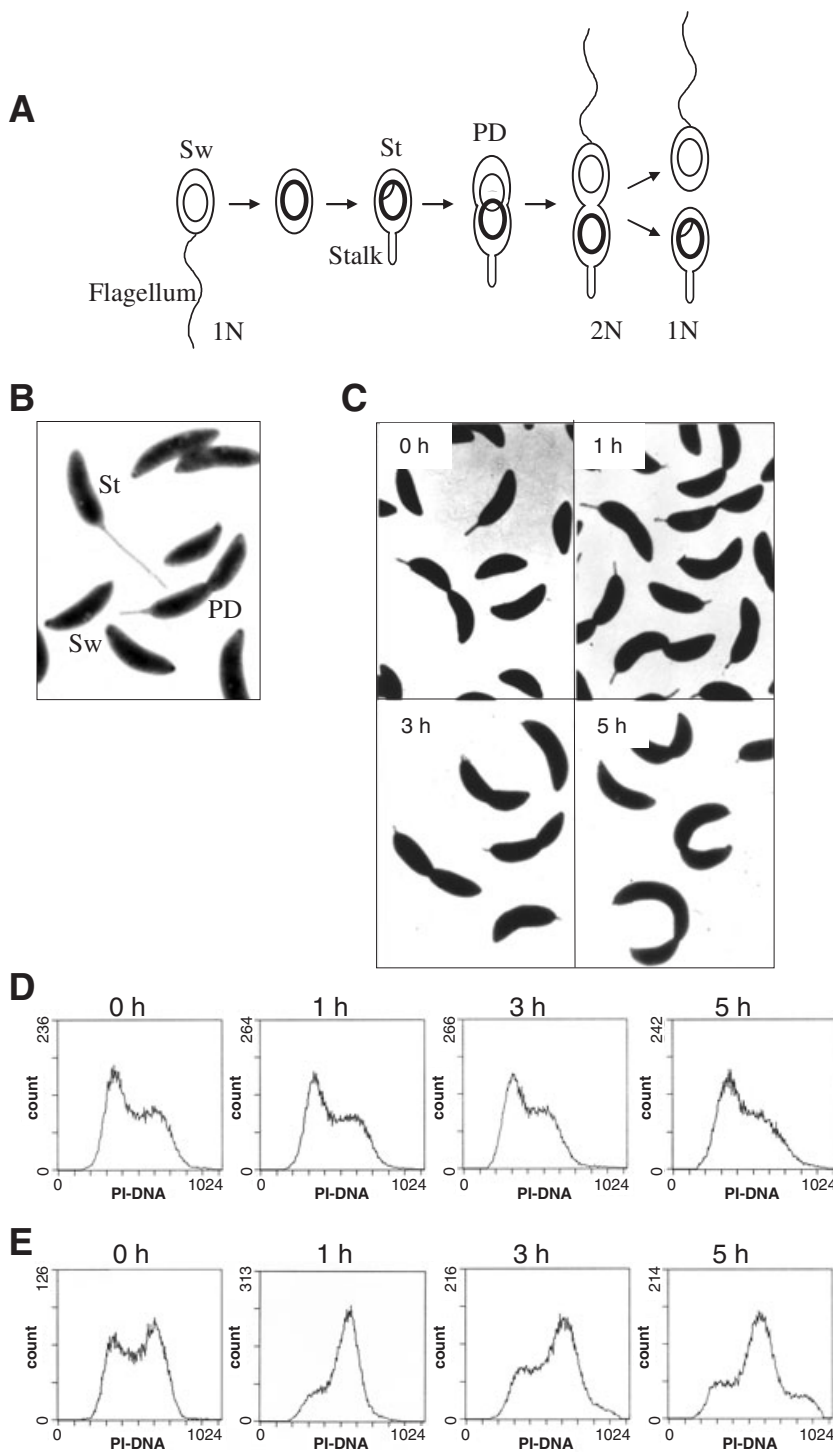 A
Sw
St
PD
Stalk
Flagellum
1N
2N
1N
B
C
St
PD
Sw
0 h
1 h
3 h
5 h
D
0 h
1 h
3 h
5 h
236
count
0
0
PI-DNA
1024
264
count
0
0
PI-DNA
1024
266
count
0
0
PI-DNA
1024
242
count
0
0
PI-DNA
1024
E
0 h
1 h
3 h
5 h
126
count
0
0
PI-DNA
1024
313
count
0
0
PI-DNA
1024
216
count
0
0
PI-DNA
1024
214
count
0
0
PI-DNA
1024